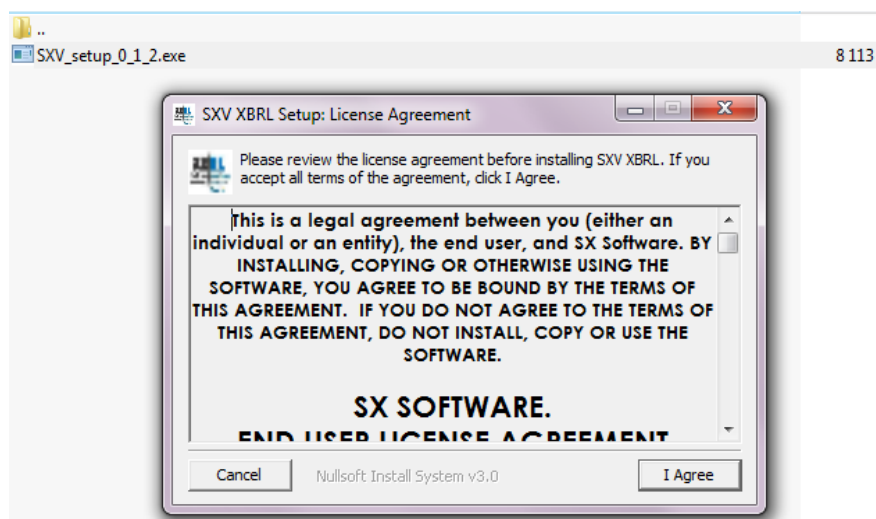 ..
SXV_setup_0_1_2.exe 8 113
SXV XBRL Setup: License Agreement
Please review the license agreement before installing SXV XBRL. If you
accept all terms of the agreement, click I Agree.
This is a legal agreement between you (either an
individual or an entity), the end user, and SX Software. BY
INSTALLING, COPYING OR OTHERWISE USING THE
SOFTWARE, YOU AGREE TO BE BOUND BY THE TERMS OF
THIS AGREEMENT. IF YOU DO NOT AGREE TO THE TERMS OF
THIS AGREEMENT, DO NOT INSTALL, COPY OR USE THE
SOFTWARE.
SX SOFTWARE.
END USER LICENSE AGREEMENT
Cancel Nullsoft Install System v3.0 I Agree